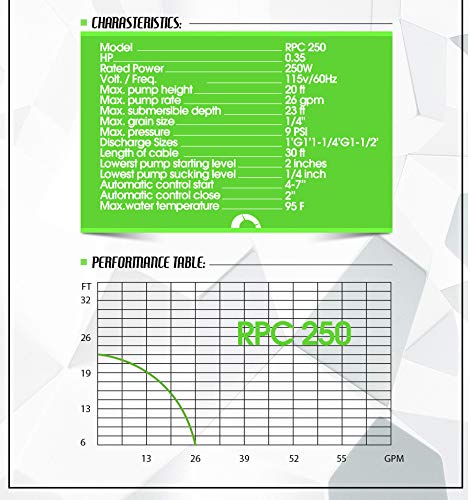 CHARASTERISTICS:
Model RPC 250
HP 0.35
Rated Power 250W
Volt. / Freq. 115v/60Hz
Max. pump height 20 ft
Max. pump rate 26 gpm
Max. submersible depth 23 ft
Max. grain size 1/4"
Max. pressure 9 PSI
Discharge Sizes 1'G1'1-1/4'G1-1/2'
Length of cable 30 ft
Lowerst pump starting level 2 inches
Lowest pump sucking level 1/4 inch
Automatic control start 4-7"
Automatic control close 2"
Max.water temperature 95 F
PERFORMANCE TABLE:
FT
32
26
RPC 250
19
13
6
13 26 39 52 55 GPM